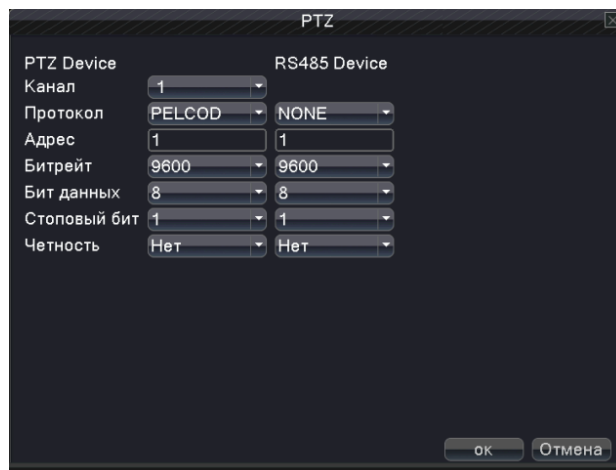 PTZ
PTZ Device RS485 Device
Канал 1
Протокол PELCOD NONE
Адрес 1 1
Битрейт 9600 9600
Бит данных 8 8
Стоповый бит 1 1
Четность Нет Нет
ок Отмена